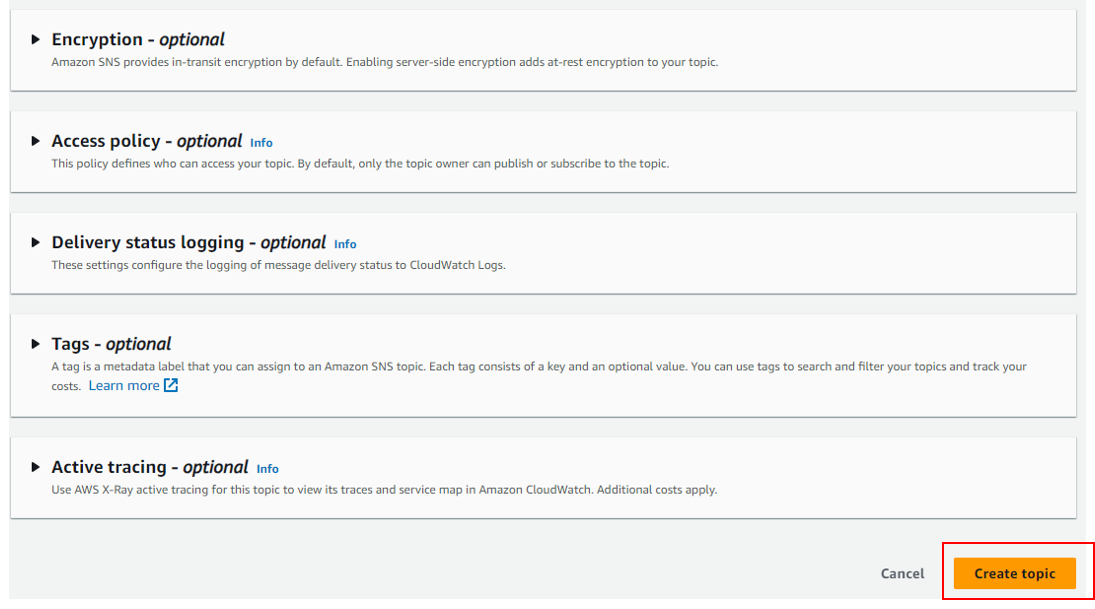 Encryption - optional
Amazon SNS provides in-transit encryption by default. Enabling server-side encryption adds at-rest encryption to your topic.
Access policy - optional Info
This policy defines who can access your topic. By default, only the topic owner can publish or subscribe to the topic.
Delivery status logging - optional Info
These settings configure the logging of message delivery status to CloudWatch Logs.
Tags - optional
A tag is a metadata label that you can assign to an Amazon SNS topic. Each tag consists of a key and an optional value. You can use tags to search and filter your topics and track your
costs. Learn more
Active tracing - optional Info
Use AWS X-Ray active tracing for this topic to view its traces and service map in Amazon CloudWatch. Additional costs apply.
Cancel Create topic